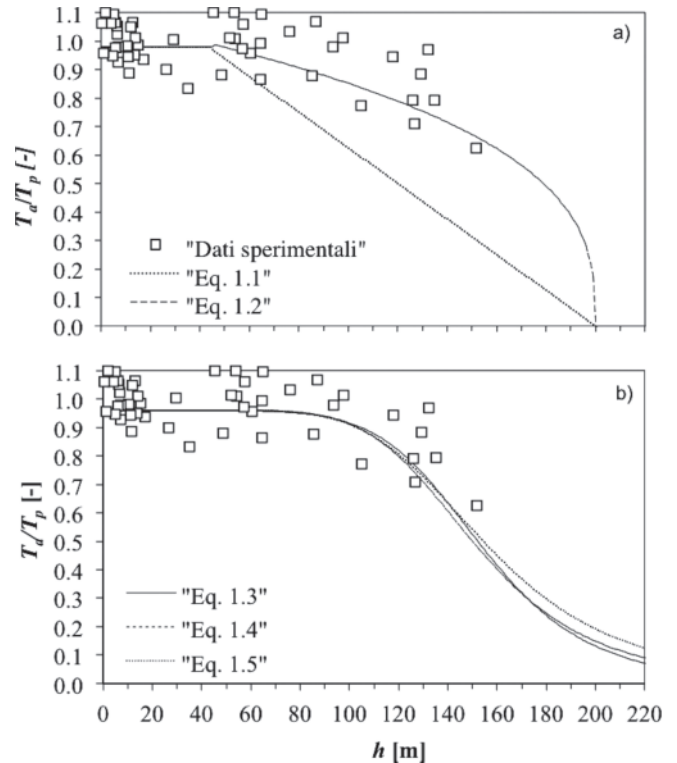 a)
1.1
1.0
0.9
0.8
0.7
0.6
0.5
0.4
0.3
0.2
0.1
0.0
Ta/Tp [-]
"Dati sperimentali"
"Eq. 1.1"
"Eq. 1.2"
b)
1.1
1.0
0.9
0.8
0.7
0.6
0.5
0.4
0.3
0.2
0.1
0.0
Ta/Tp [-]
"Eq. 1.3"
"Eq. 1.4"
"Eq. 1.5"
0 20 40 60 80 100 120 140 160 180 200 220
h [m]